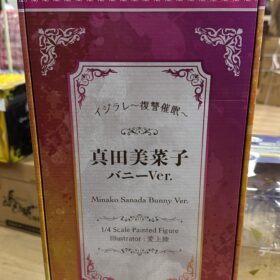 イジラレ～復讐催眠～
真田美菜子
バニーVer.
Minako Sanada Bunny Ver.
1/4 Scale Painted Figure
Illustrator : 愛上陸